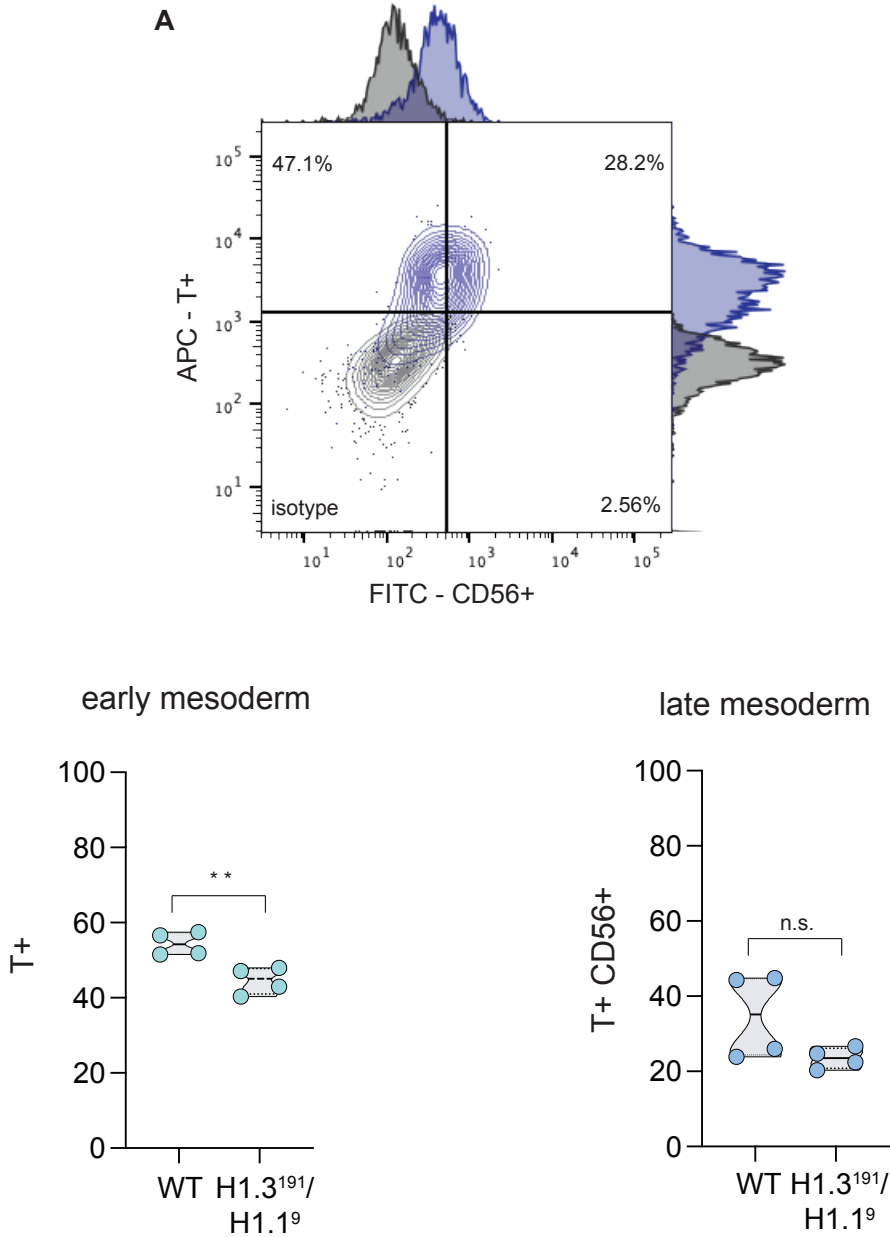 A
47.1%
28.2%
10⁵
10⁴
10³
10²
10¹
APC - T+
isotype
2.56%
10¹ 10² 10³ 10⁴ 10⁵
FITC - CD56+
early mesoderm
100
80
60
40
20
0
T+
* *
WT H1.3¹⁹¹/
H1.1⁹
late mesoderm
100
80
60
40
20
0
T+ CD56+
n.s.
WT H1.3¹⁹¹/
H1.1⁹